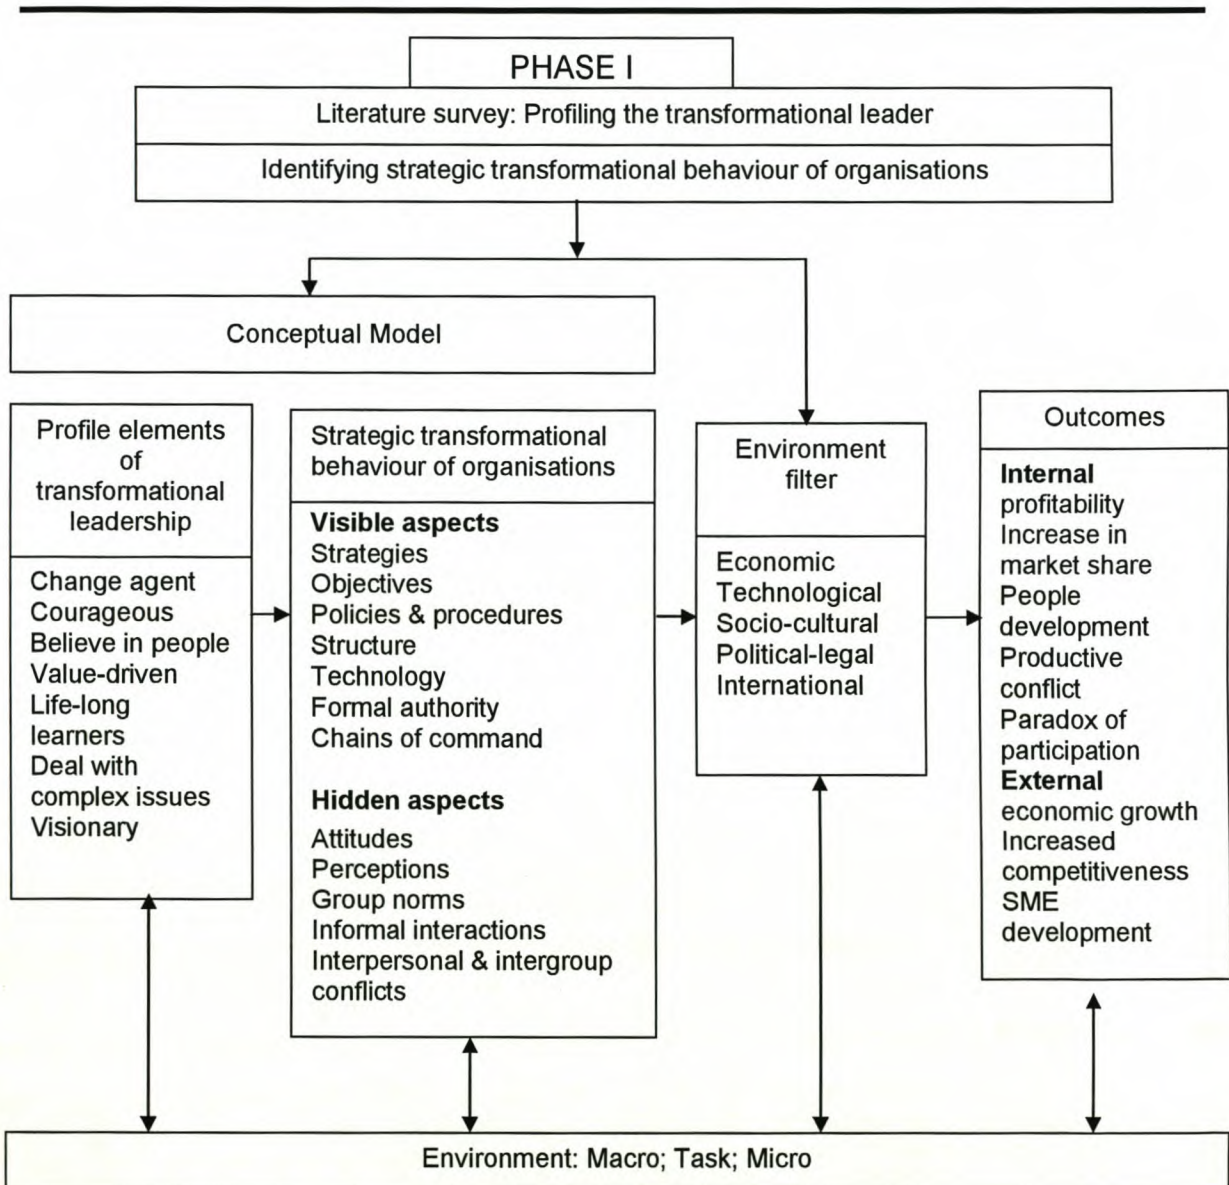 PHASE I
Literature survey: Profiling the transformational leader
Identifying strategic transformational behaviour of organisations
Conceptual Model
Profile elements
of
transformational
leadership
Change agent
Courageous
Believe in people
Value-driven
Life-long
learners
Deal with
complex issues
Visionary
Strategic transformational
behaviour of organisations
Visible aspects
Strategies
Objectives
Policies & procedures
Structure
Technology
Formal authority
Chains of command
Hidden aspects
Attitudes
Perceptions
Group norms
Informal interactions
Interpersonal & intergroup
conflicts
Environment
filter
Economic
Technological
Socio-cultural
Political-legal
International
Outcomes
Internal
profitability
Increase in
market share
People
development
Productive
conflict
Paradox of
participation
External
economic growth
Increased
competitiveness
SME
development
Environment: Macro; Task; Micro